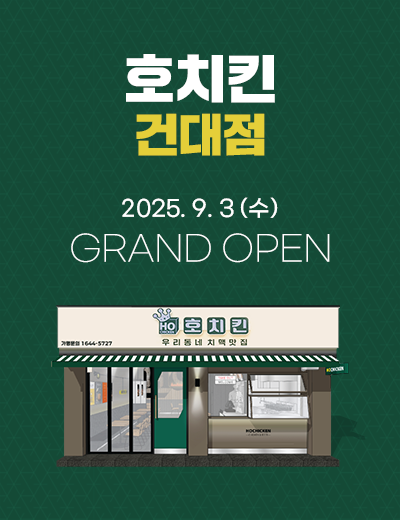 호치킨
건대점
2025. 9. 3 (수)
GRAND OPEN
HO 호치킨
우리동네 치맥맛집
가맹문의 1644-5727
HOCHICKEN